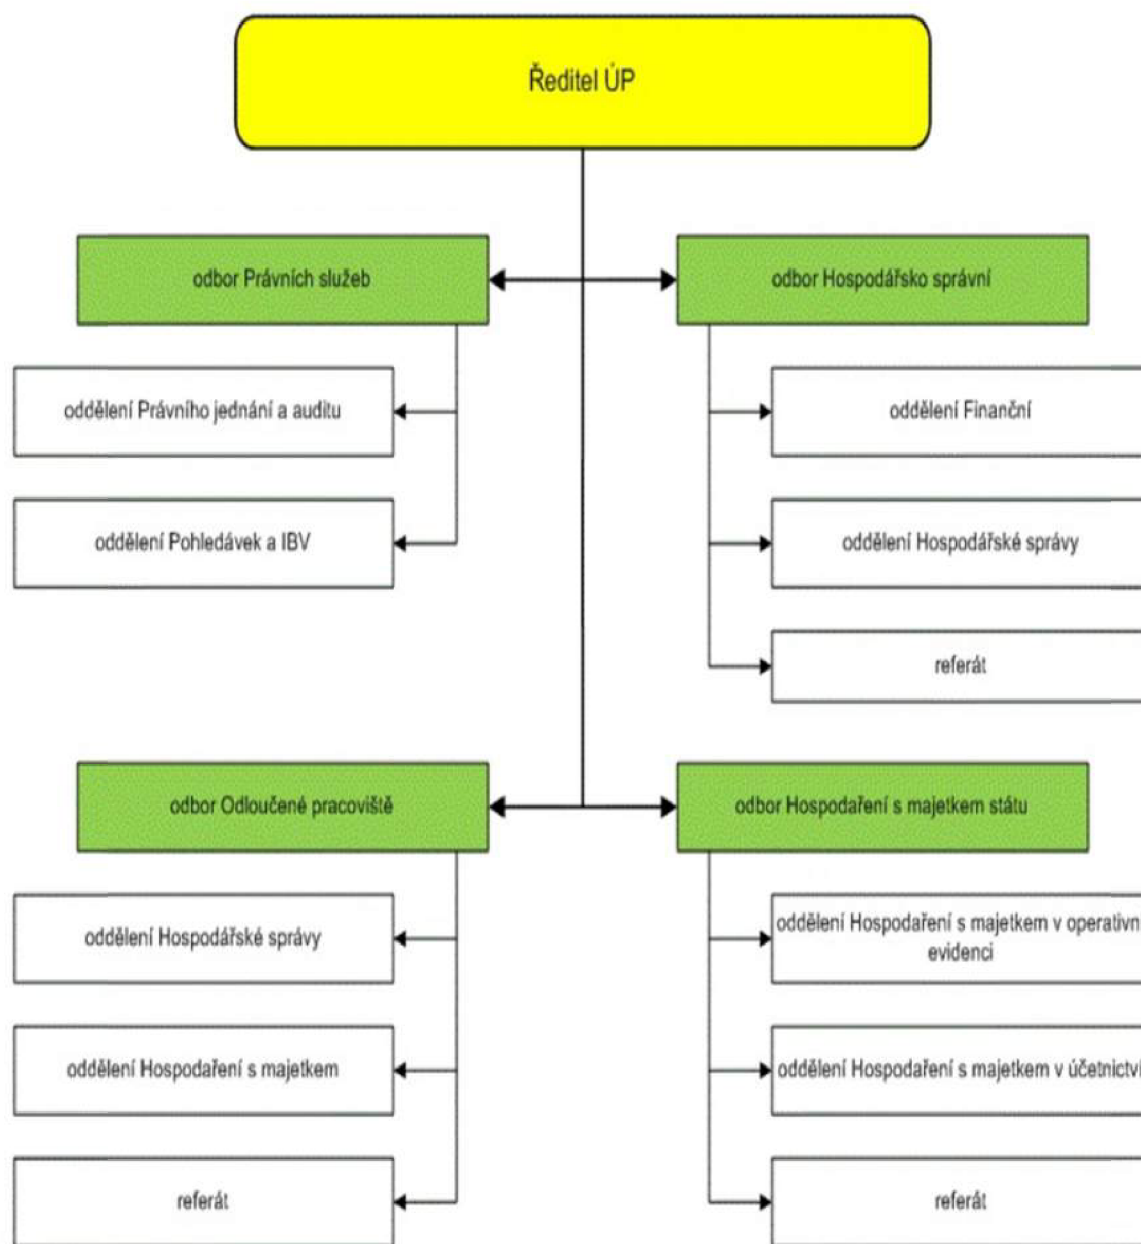 Ředitel ÚP
odbor Právních služeb
oddělení Právního jednání a auditu
oddělení Pohledávek a IBV
odbor Hospodářsko správní
oddělení Finanční
oddělení Hospodářské správy
referát
odbor Odloučené pracoviště
oddělení Hospodářské správy
oddělení Hospodaření s majetkem
referát
odbor Hospodaření s majetkem státu
oddělení Hospodaření s majetkem v operativn
evidenci
oddělení Hospodaření s majetkem v účetnictví
referát